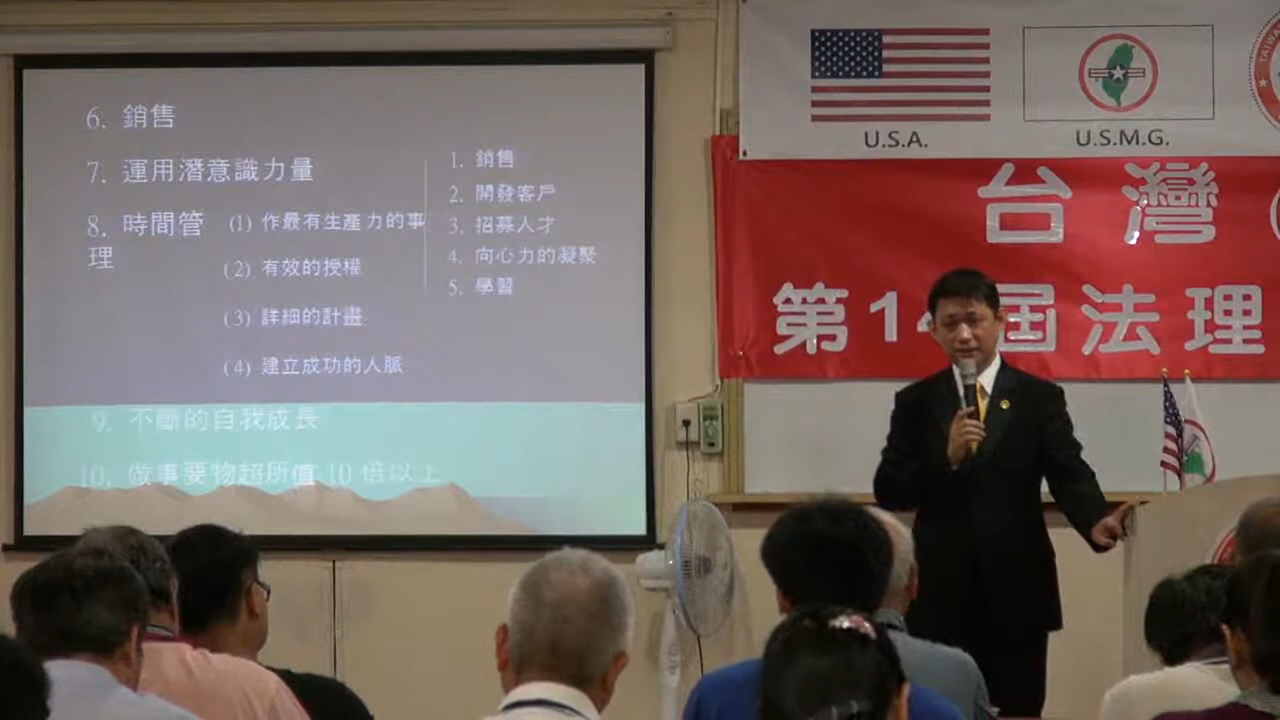 6. 銷售
7. 運用潛意識力量
8. 時間管
理
(1) 作最有生產力的事
(2) 有效的授權
(3) 詳細的計畫
(4) 建立成功的人脈
1. 銷售
2. 開發客戶
3. 招募人才
4. 向心力的凝聚
5. 學習
9. 不斷的自我成長
10. 做事要物超所值 10 倍以上
U.S.A.
U.S.M.G.
台灣
第14屆法理